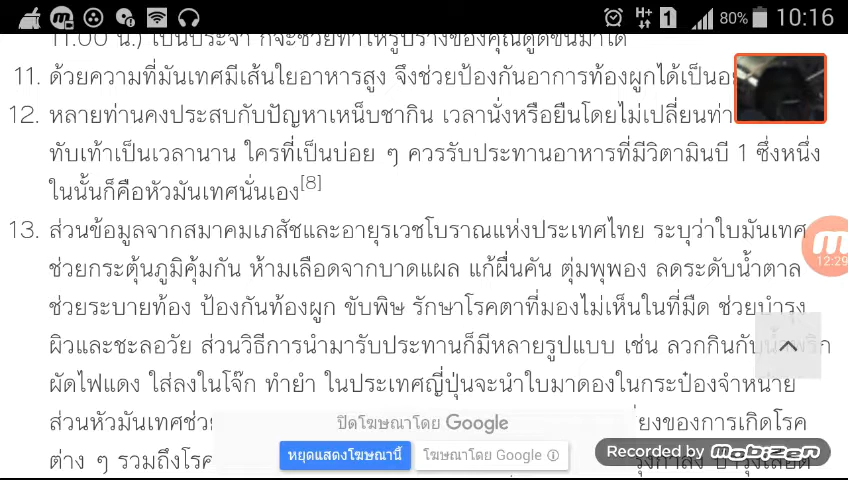 80% 10:16
11.00 น.) เป็นประจำ ก็จะช่วยทำให้รูปร่างของคุณดูดีขึ้นมาได้
11. ด้วยความที่มันเทศมีเส้นใยอาหารสูง จึงช่วยป้องกันอาการท้องผูกได้เป็นอย
12. หลายท่านคงประสบกับปัญหาเหน็บชากิน เวลานั่งหรือยืนโดยไม่เปลี่ยนท่า
ทับเท้าเป็นเวลานาน ใครที่เป็นบ่อย ๆ ควรรับประทานอาหารที่มีวิตามินบี 1 ซึ่งหนึ่ง
ในนั้นก็คือหัวมันเทศนั่นเอง[8]
13. ส่วนข้อมูลจากสมาคมเภสัชและอายุรเวชโบราณแห่งประเทศไทย ระบุว่าใบมันเทศ
ช่วยกระตุ้นภูมิคุ้มกัน ห้ามเลือดจากบาดแผล แก้ผื่นคัน ตุ่มพุพอง ลดระดับน้ำตาล
12:29
ช่วยระบายท้อง ป้องกันท้องผูก ขับพิษ รักษาโรคตาที่มองไม่เห็นในที่มืด ช่วยบำรุง
ผิวและชะลอวัย ส่วนวิธีการนำมารับประทานก็มีหลายรูปแบบ เช่น ลวกกินกับน้ำพริก
ผัดไฟแดง ใส่ลงในโจ๊ก ทำยำ ในประเทศญี่ปุ่นจะนำใบมาดองในกระป๋องจำหน่าย
ส่วนหัวมันเทศช่วย ปิดโฆษณาโดย Google ยงของการเกิดโรค
ต่าง ๆ รวมถึงโรค หยุดแสดงโฆษณานี้ โฆษณาโดย Google Recorded by Mobizen